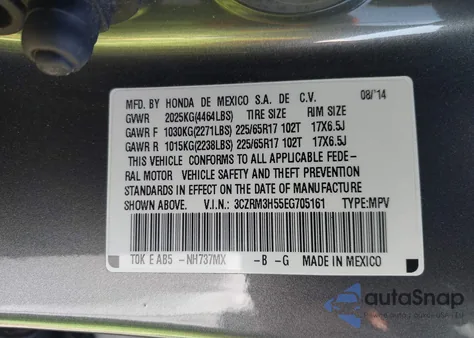 MFD. BY HONDA DE MEXICO S.A. DE C.V. 08/'14
GVWR 2025KG(4464LBS) TIRE SIZE RIM SIZE
GAWR F 1030KG(2271LBS) 225/65R17 102T 17X6.5J
GAWR R 1015KG(2238LBS) 225/65R17 102T 17X6.5J
THIS VEHICLE CONFORMS TO ALL APPLICABLE FEDE-
RAL MOTOR VEHICLE SAFETY AND THEFT PREVENTION
STANDARDS IN EFFECT ON THE DATE OF MANUFACTURE
SHOWN ABOVE. V.I.N.: 3CZRM3H55EG705161 TYPE:MPV
TOK E AB5 -NH737MX -B -G MADE IN MEXICO
autoSnap